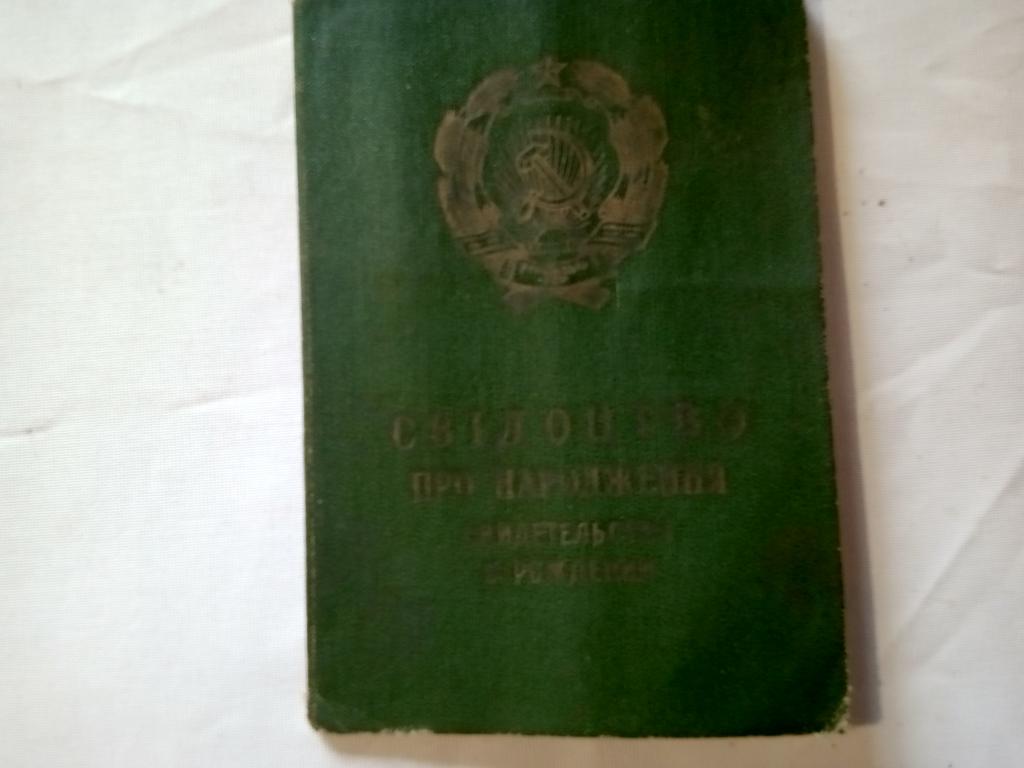 СВІДОЦТВО
ПРО НАРОДЖЕННЯ
СВИДЕТЕЛЬСТВО
О РОЖДЕНИИ